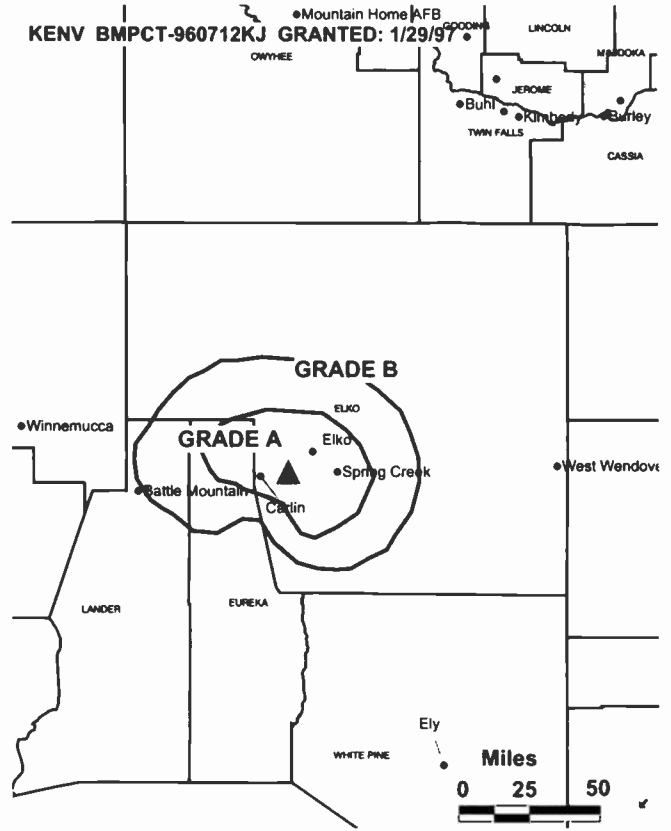 Mountain Home AFB
KENV BMPCT-960712KJ GRANTED: 1/29/97
GOODING
LINCOLN
OWYHEE
MINIDOKA
JEROME
Buhl
Kimberly
Burley
TWIN FALLS
CASSIA
GRADE B
ELKO
Winnemucca
GRADE A
Elko
Spring Creek
West Wendove
Battle Mountain
Carlin
LANDER
EUREKA
Ely
WHITE PINE
Miles
0 25 50